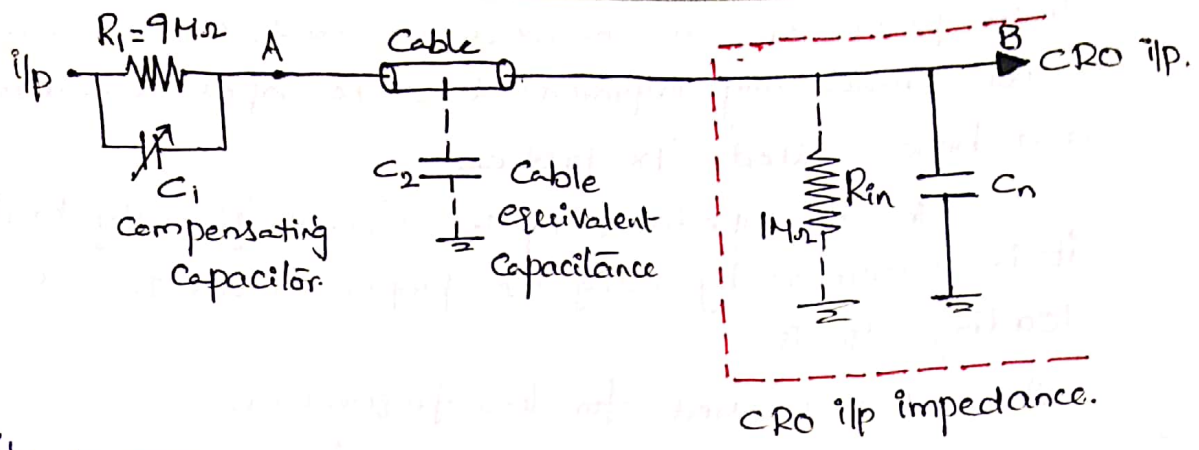 R₁=9MΩ
A
Cable
B
i/p
CRO i/p.
C₁
Compensating
Capacitor.
C₂
Cable
equivalent
Capacitance
Rin
1MΩ
Cn
CRO i/p impedance.